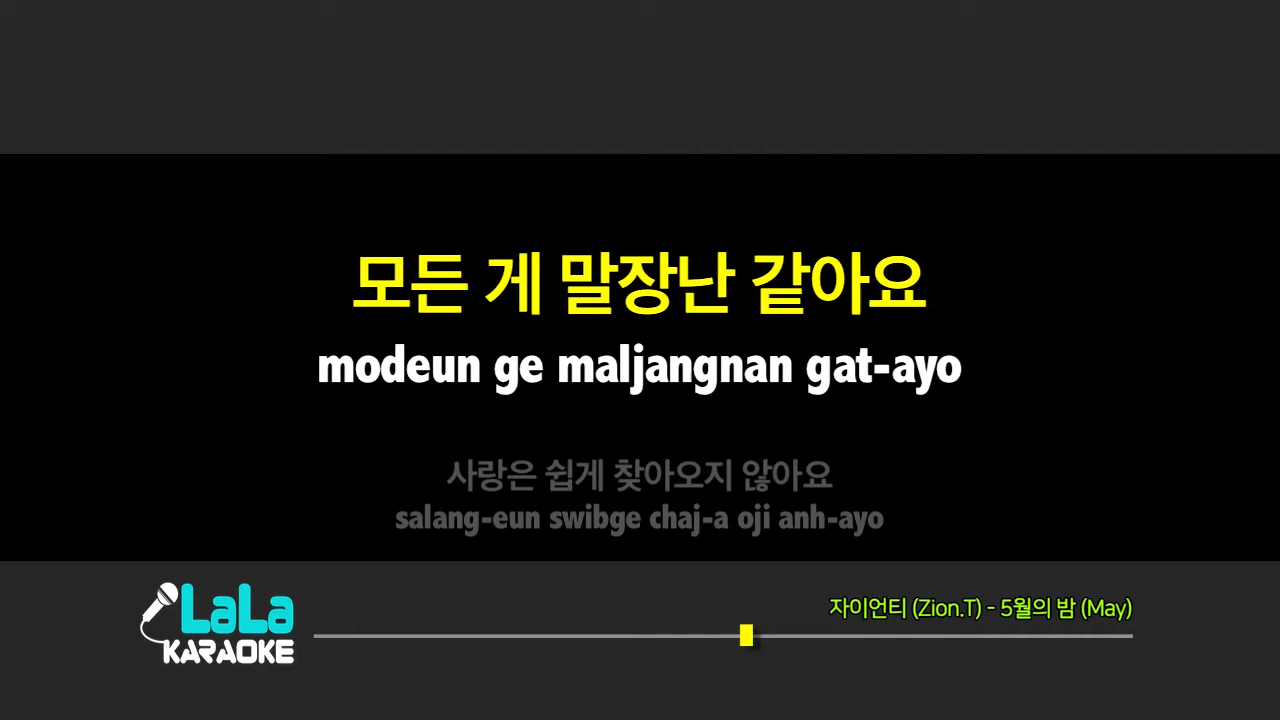 모든 게 말장난 같아요
modeun ge maljangnan gat-ayo
사랑은 쉽게 찾아오지 않아요
salang-eun swibge chaj-a oji anh-ayo
자이언티 (Zion.T) - 5월의 밤 (May)
LaLa
KARAOKE